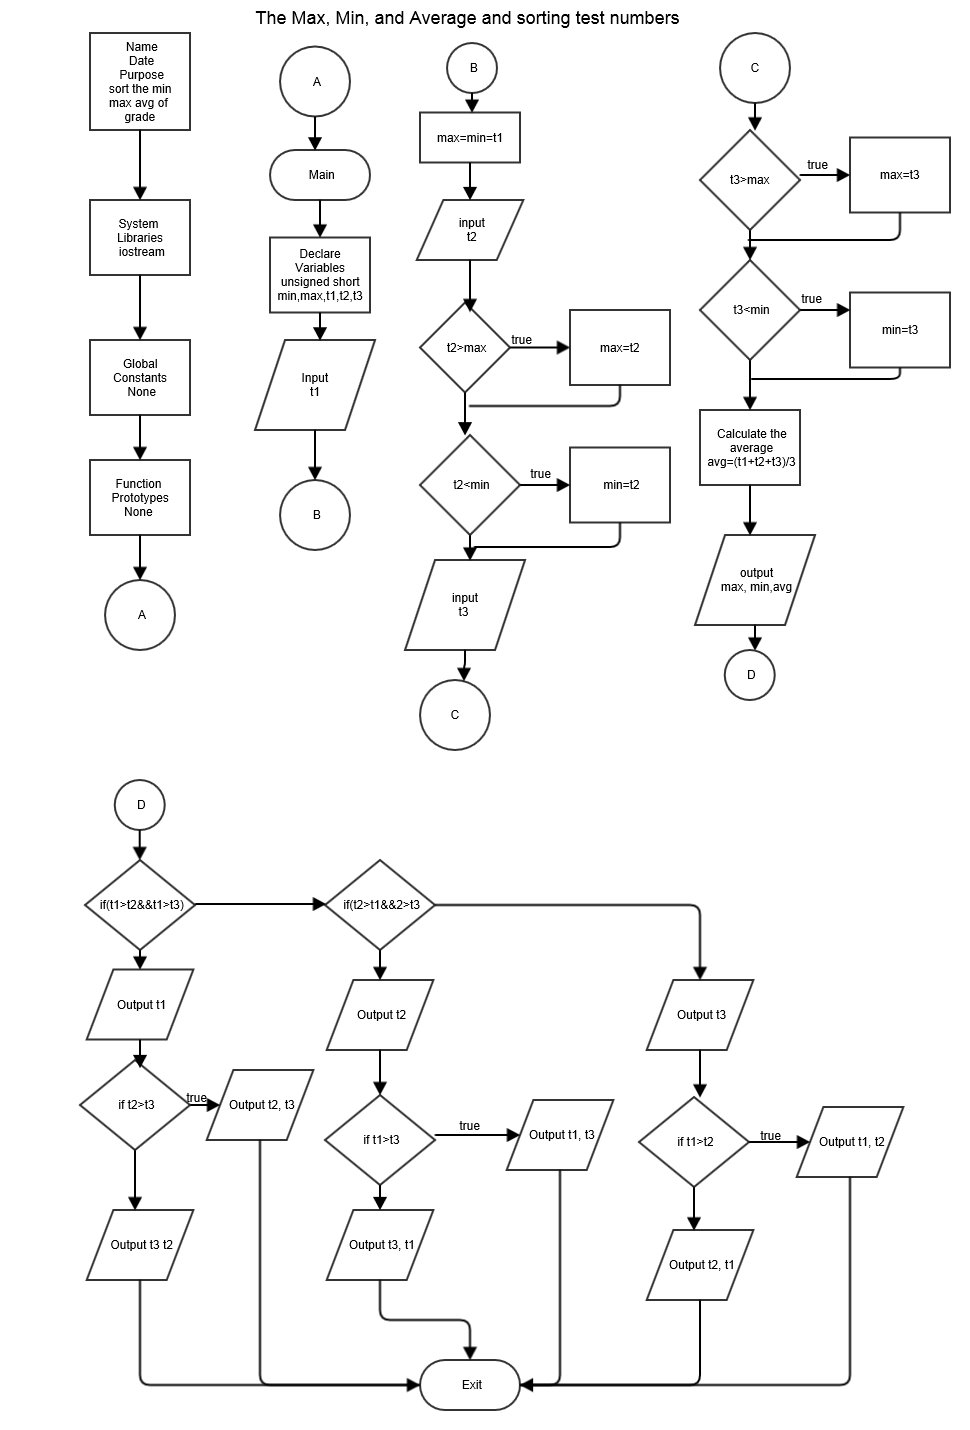 The Max, Min, and Average and sorting test numbers
Name
Date
Purpose
sort the min
max avg of
grade
System
Libraries
iostream
Global
Constants
None
Function
Prototypes
None
A
A
Main
Declare
Variables
unsigned short
min,max,t1,t2,t3
Input
t1
B
B
max=min=t1
input
t2
t2>max
true
max=t2
t2<min
true
min=t2
input
t3
C
C
t3>max
true
max=t3
t3<min
true
min=t3
Calculate the
average
avg=(t1+t2+t3)/3
output
max, min,avg
D
D
if(t1>t2&&t1>t3)
if(t2>t1&&2>t3
Output t1
Output t2
Output t3
if t2>t3
true
Output t2, t3
if t1>t3
true
Output t1, t3
if t1>t2
true
Output t1, t2
Output t3 t2
Output t3, t1
Output t2, t1
Exit